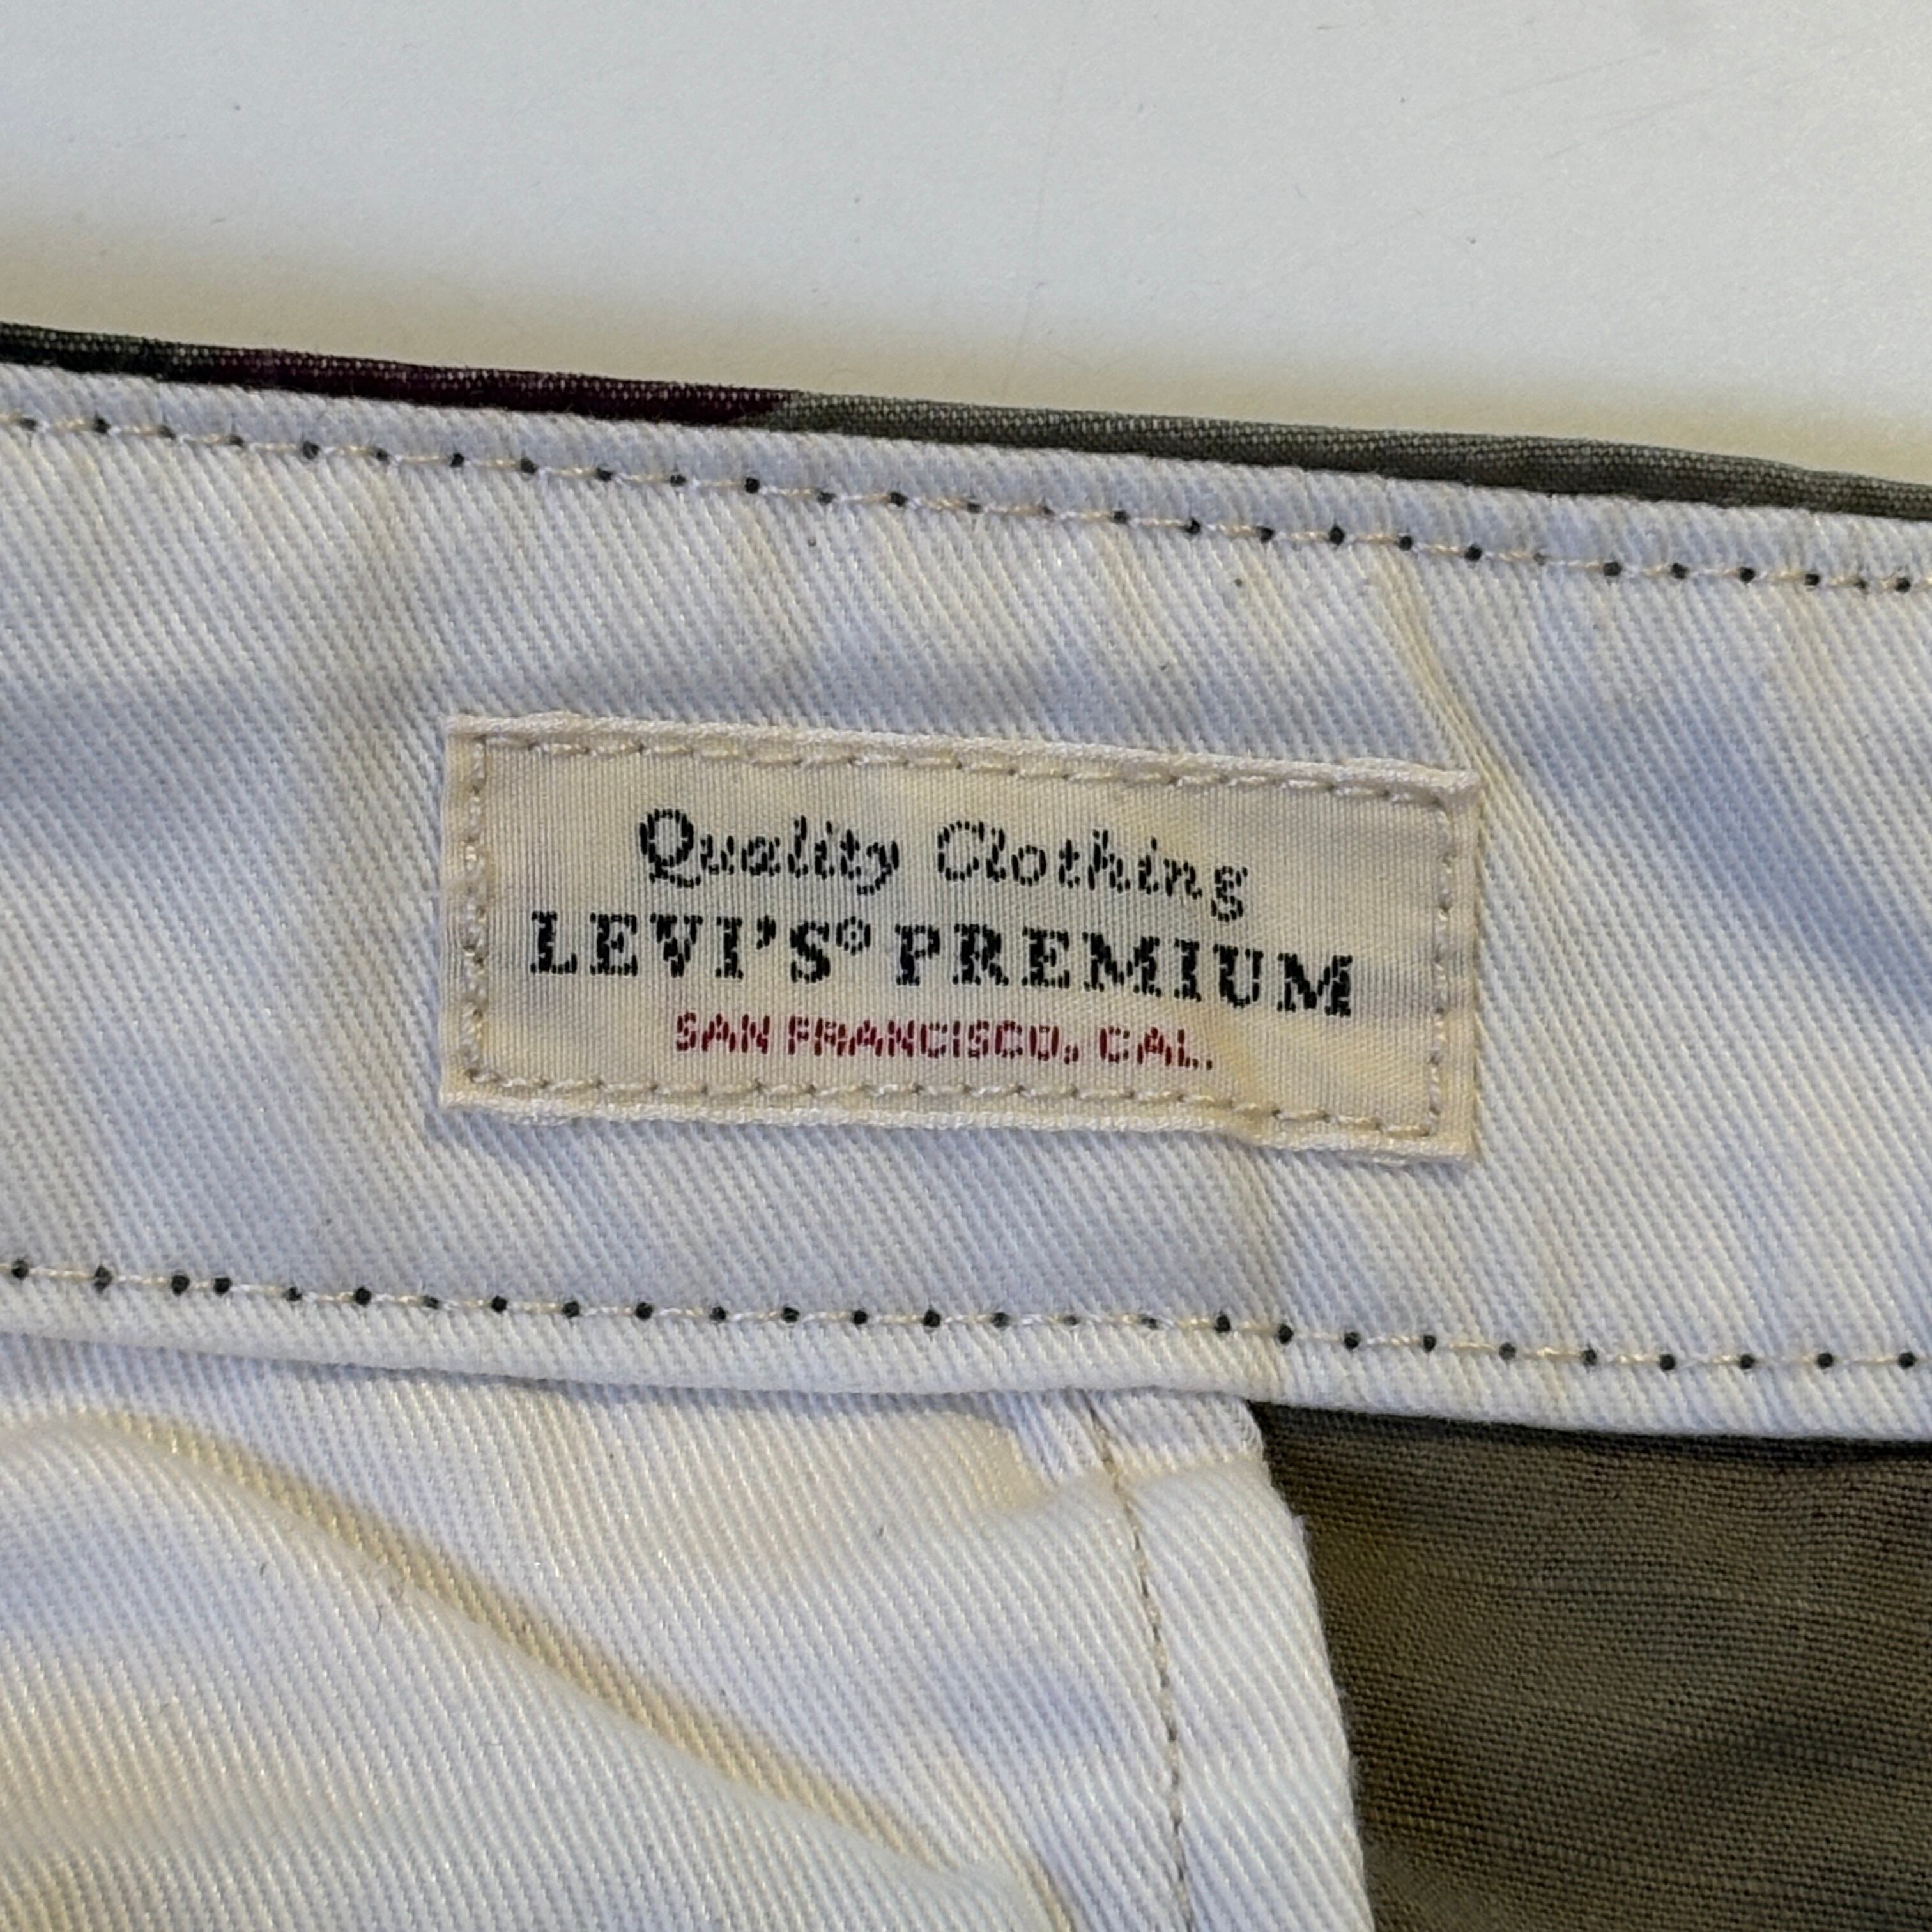 Quality Clothing
LEVI'S® PREMIUM
SAN FRANCISCO, CAL.